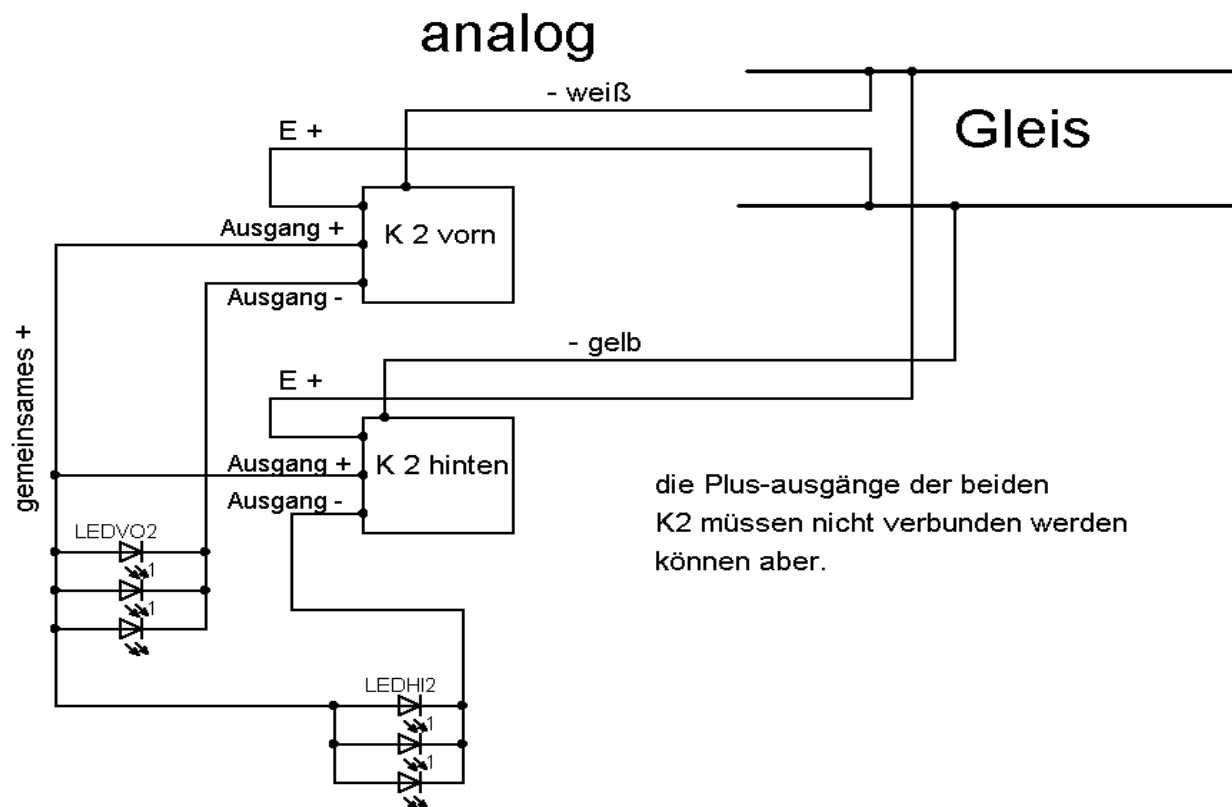 analog
- weiß
Gleis
E +
Ausgang +
K 2 vorn
Ausgang -
- gelb
gemeinsames +
E +
Ausgang +
K 2 hinten
Ausgang -
die Plus-ausgänge der beiden
K2 müssen nicht verbunden werden
können aber.
LEDVO2
1
1
LEDHI2
1
1